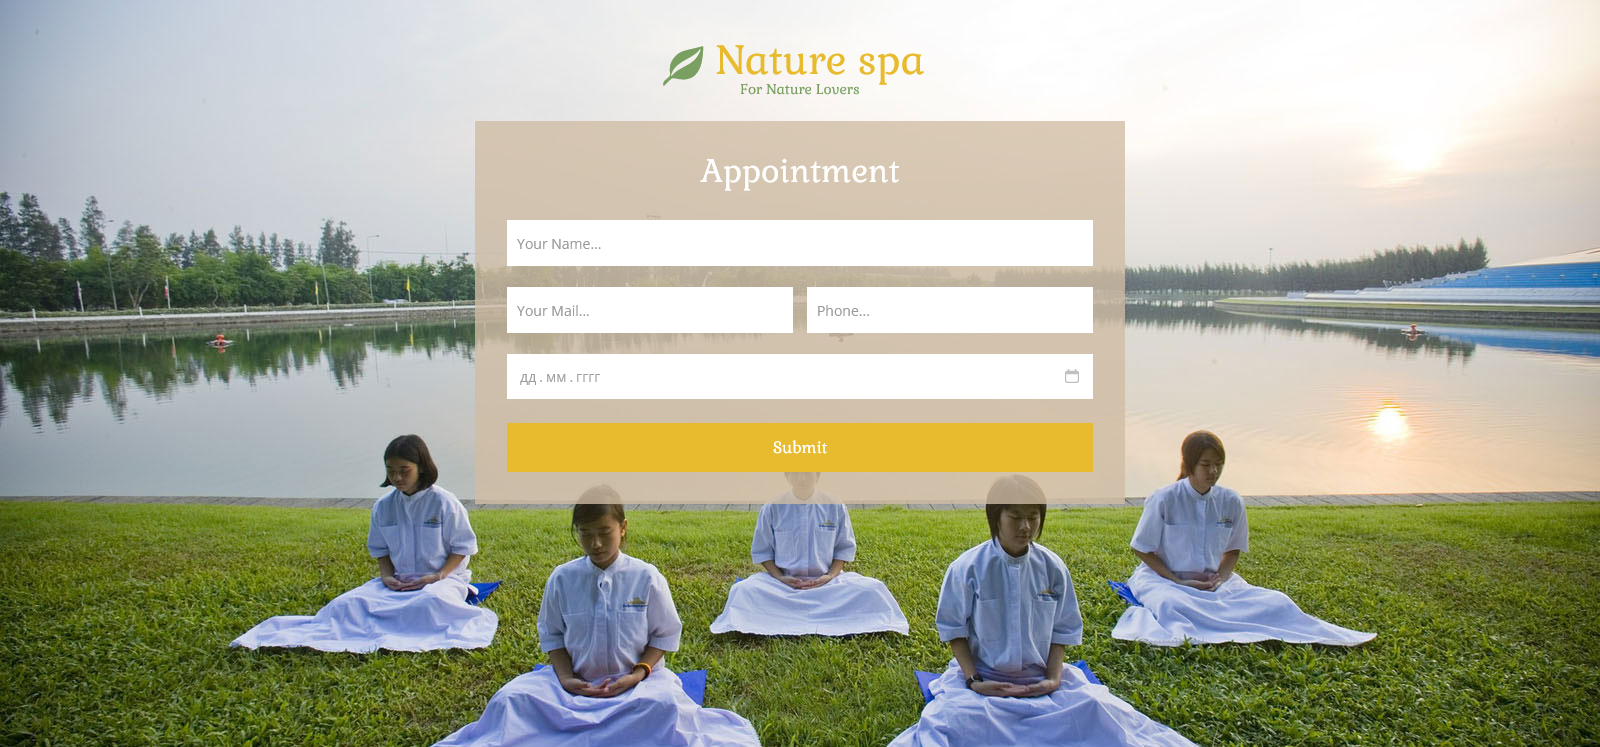 Nature spa
For Nature Lovers
Appointment
Your Name...
Your Mail...
Phone...
дд . мм . гггг
Submit